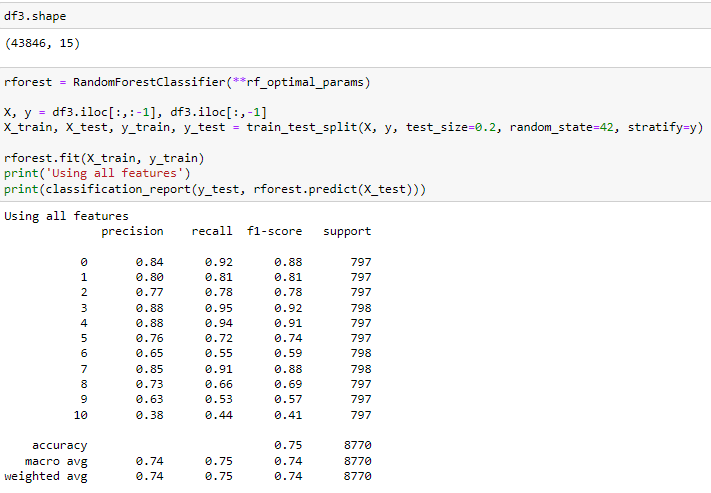 df3.shape
(43846, 15)
rforest = RandomForestClassifier(**rf_optimal_params)
X, y = df3.iloc[:,:-1], df3.iloc[:,-1]
X_train, X_test, y_train, y_test = train_test_split(X, y, test_size=0.2, random_state=42, stratify=y)
rforest.fit(X_train, y_train)
print('Using all features')
print(classification_report(y_test, rforest.predict(X_test)))
Using all features
precision recall f1-score support
0 0.84 0.92 0.88 797
1 0.80 0.81 0.81 797
2 0.77 0.78 0.78 797
3 0.88 0.95 0.92 798
4 0.88 0.94 0.91 797
5 0.76 0.72 0.74 797
6 0.65 0.55 0.59 798
7 0.85 0.91 0.88 798
8 0.73 0.66 0.69 797
9 0.63 0.53 0.57 797
10 0.38 0.44 0.41 797
accuracy 0.75 8770
macro avg 0.74 0.75 0.74 8770
weighted avg 0.74 0.75 0.74 8770